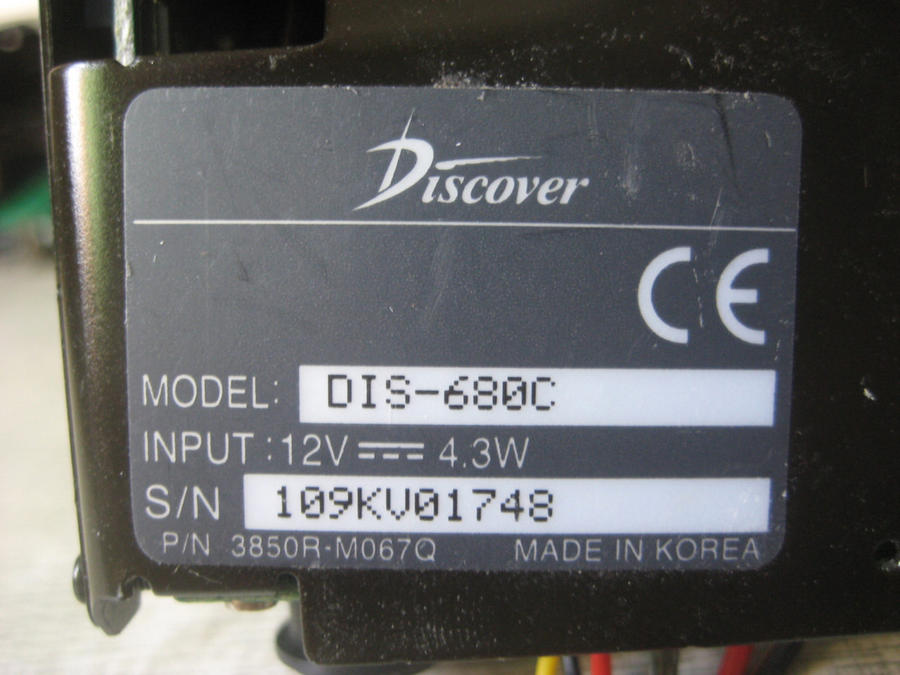 Discover
CE
MODEL: DIS-680C
INPUT : 12V 4.3W
S/N 109KV01748
P/N 3850R-M067Q MADE IN KOREA